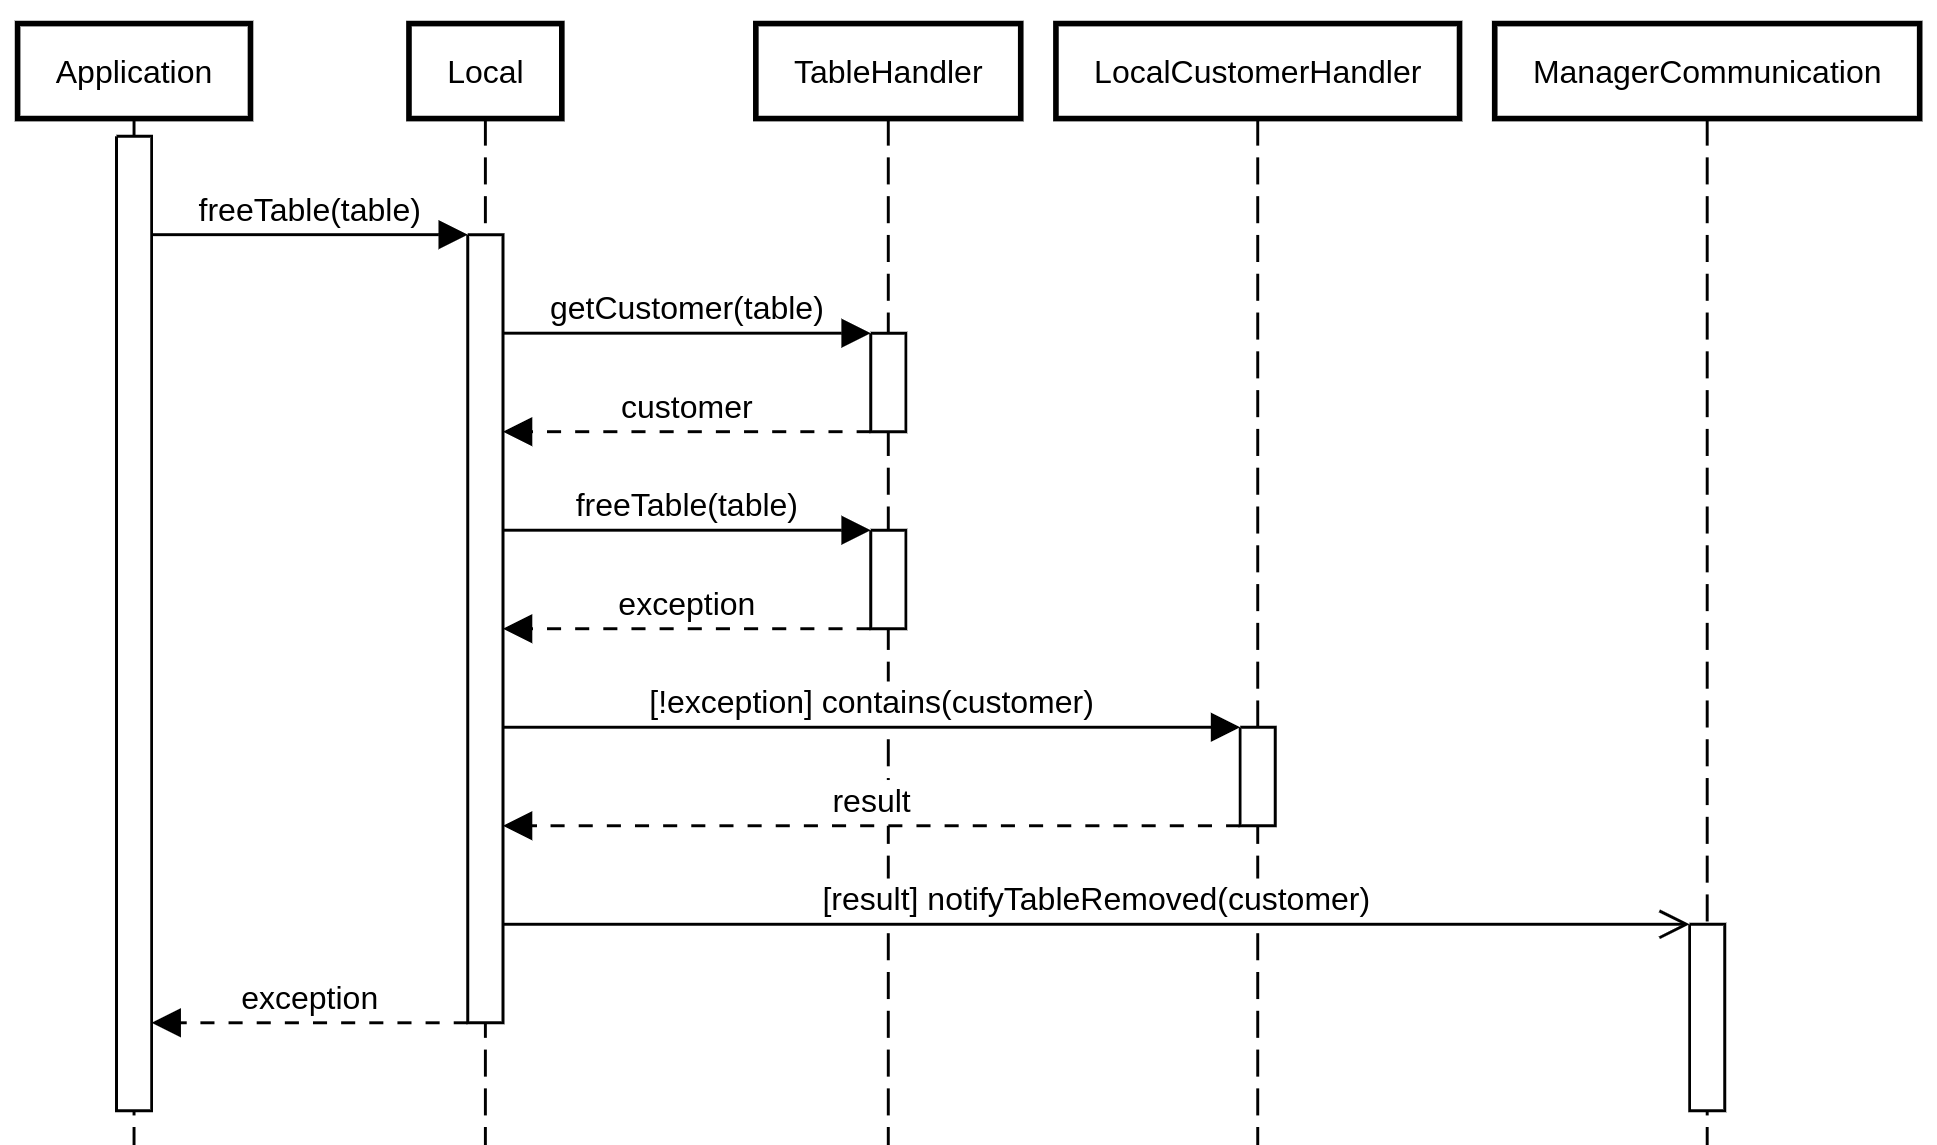 Application
Local
TableHandler
LocalCustomerHandler
ManagerCommunication
freeTable(table)
getCustomer(table)
customer
freeTable(table)
exception
[!exception] contains(customer)
result
[result] notifyTableRemoved(customer)
exception